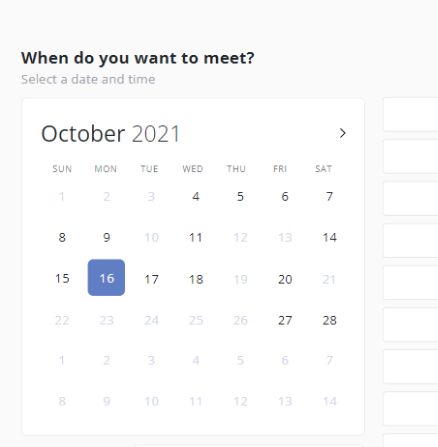 When do you want to meet?
Select a date and time
October 2021 >
SUN MON TUE WED THU FRI SAT
1 2 3 4 5 6 7
8 9 10 11 12 13 14
15 16 17 18 19 20 21
22 23 24 25 26 27 28
1 2 3 4 5 6 7
8 9 10 11 12 13 14